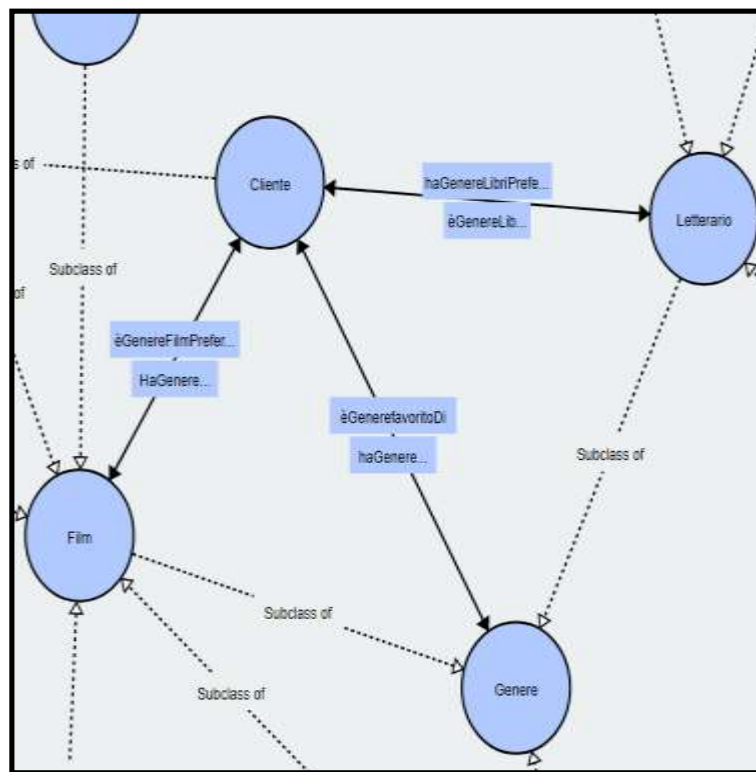 s of
Cliente
haGenereLibriPrefe...
èGenereLib...
Letterario
Subclass of
of
èGenereFilmPrefer...
HaGenere...
èGenerefavoritoDi
haGenere...
Subclass of
Film
Subclass of
Subclass of
Genere